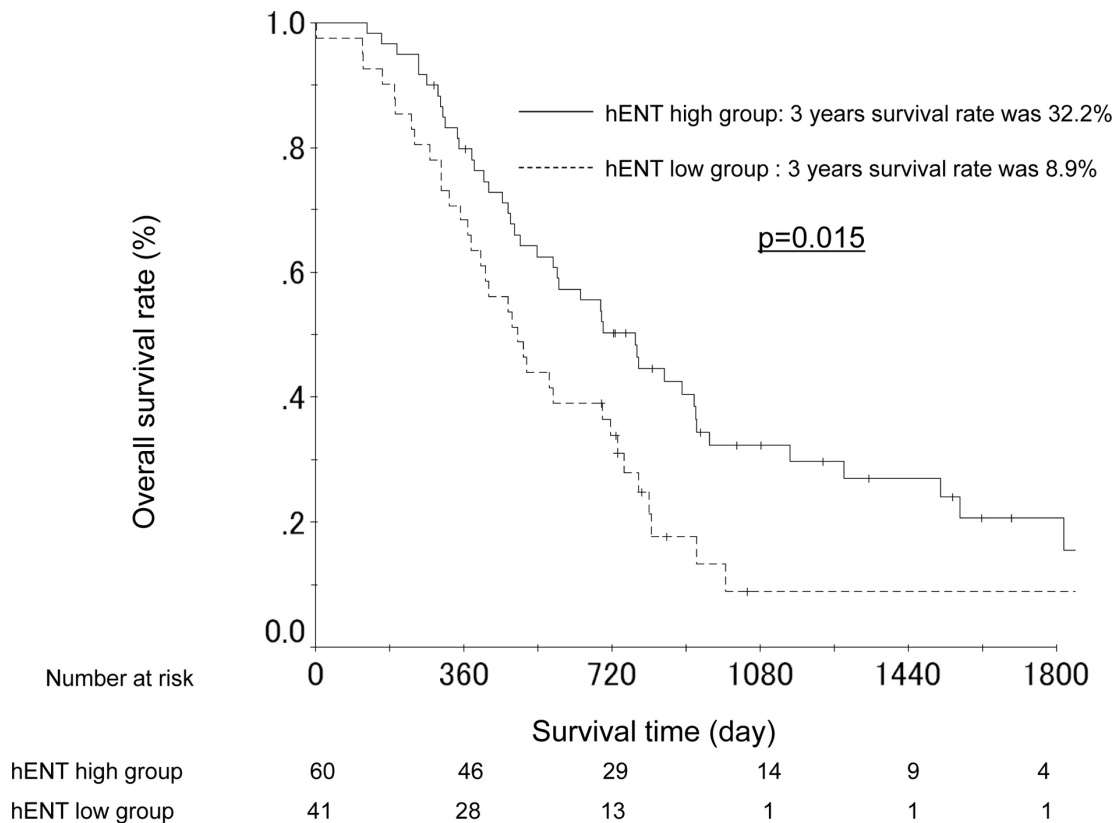 1.0
hENT high group: 3 years survival rate was 32.2%
.8
hENT low group : 3 years survival rate was 8.9%
p=0.015
.6
Overall survival rate (%)
.4
.2
0.0
Number at risk
0 360 720 1080 1440 1800
Survival time (day)
hENT high group 60 46 29 14 9 4
hENT low group 41 28 13 1 1 1